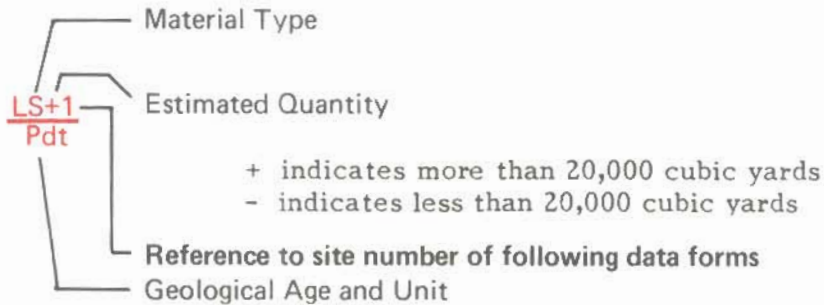 Material Type
LS+1
Pdt
Estimated Quantity
+ indicates more than 20,000 cubic yards
- indicates less than 20,000 cubic yards
Reference to site number of following data forms
Geological Age and Unit